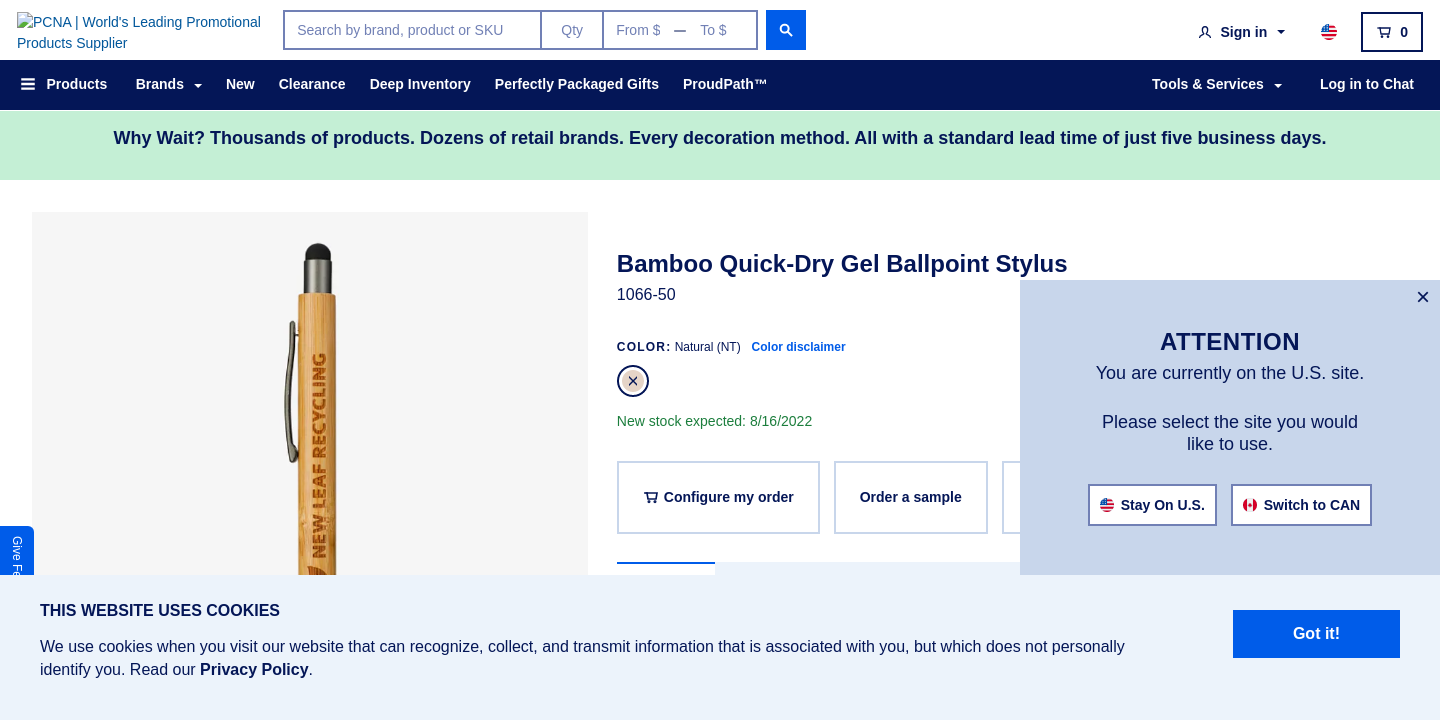 PCNA | World's Leading Promotional
Products Supplier
Search by brand, product or SKU
Qty
From $
To $
Sign in
0
Products
Brands
New
Clearance
Deep Inventory
Perfectly Packaged Gifts
ProudPath™
Tools & Services
Log in to Chat
Why Wait? Thousands of products. Dozens of retail brands. Every decoration method. All with a standard lead time of just five business days.
NEW LEAF RECYCLING
Bamboo Quick-Dry Gel Ballpoint Stylus
1066-50
COLOR: Natural (NT) Color disclaimer
New stock expected: 8/16/2022
Configure my order
Order a sample
ATTENTION
You are currently on the U.S. site.
Please select the site you would
like to use.
Stay On U.S.
Switch to CAN
Give
THIS WEBSITE USES COOKIES
We use cookies when you visit our website that can recognize, collect, and transmit information that is associated with you, but which does not personally
identify you. Read our Privacy Policy.
Got it!